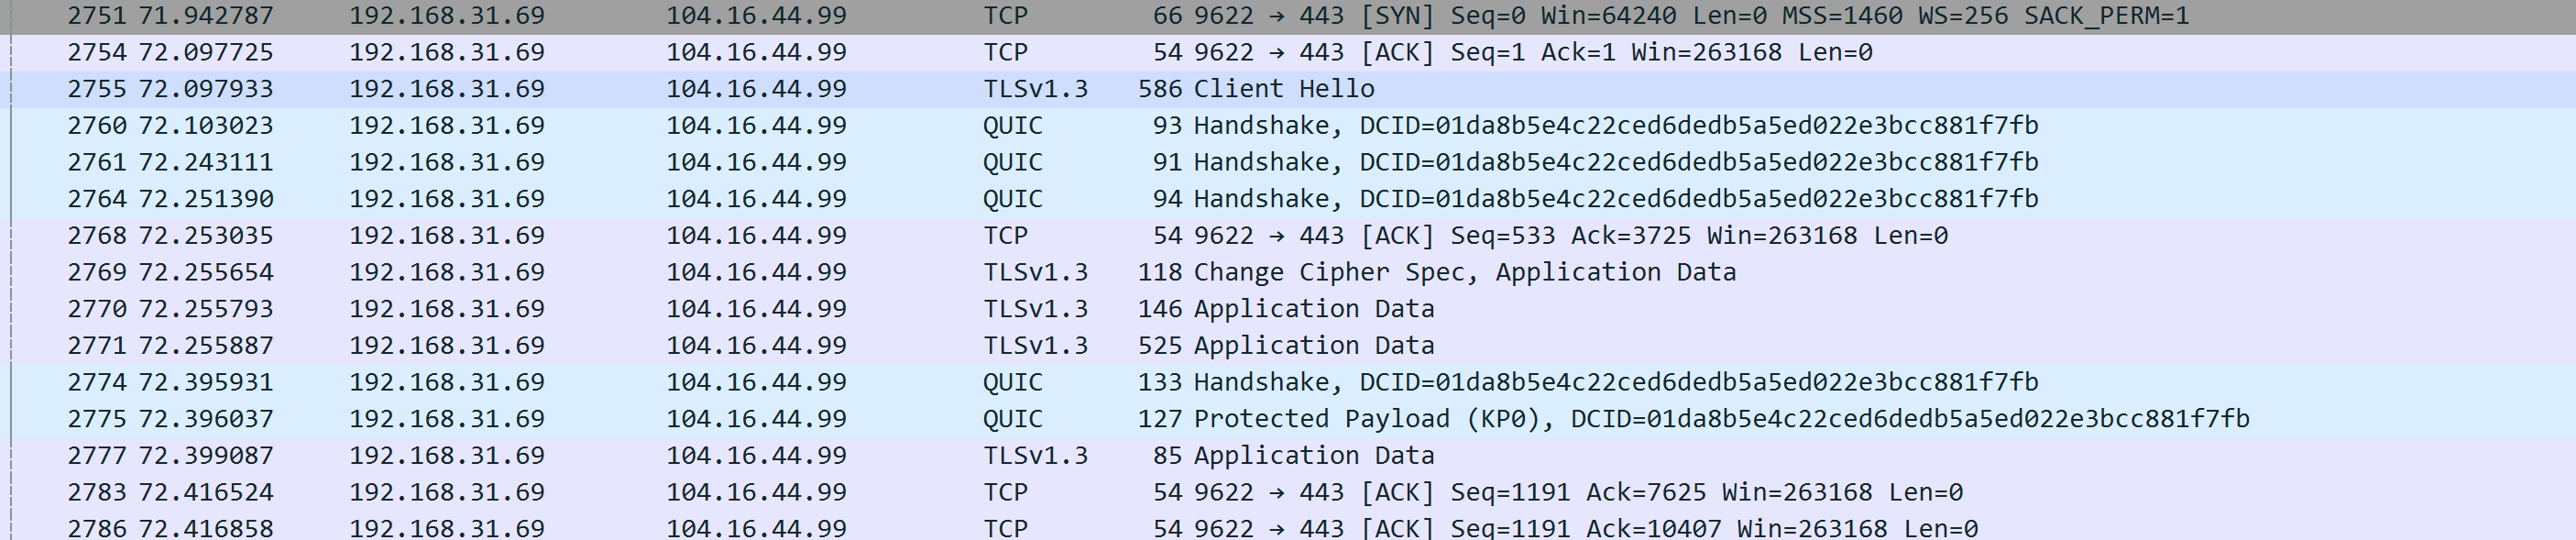 2751 71.942787 192.168.31.69 104.16.44.99 TCP 66 9622 → 443 [SYN] Seq=0 Win=64240 Len=0 MSS=1460 WS=256 SACK_PERM=1
2754 72.097725 192.168.31.69 104.16.44.99 TCP 54 9622 → 443 [ACK] Seq=1 Ack=1 Win=263168 Len=0
2755 72.097933 192.168.31.69 104.16.44.99 TLSv1.3 586 Client Hello
2760 72.103023 192.168.31.69 104.16.44.99 QUIC 93 Handshake, DCID=01da8b5e4c22ced6dedb5a5ed022e3bcc881f7fb
2761 72.243111 192.168.31.69 104.16.44.99 QUIC 91 Handshake, DCID=01da8b5e4c22ced6dedb5a5ed022e3bcc881f7fb
2764 72.251390 192.168.31.69 104.16.44.99 QUIC 94 Handshake, DCID=01da8b5e4c22ced6dedb5a5ed022e3bcc881f7fb
2768 72.253035 192.168.31.69 104.16.44.99 TCP 54 9622 → 443 [ACK] Seq=533 Ack=3725 Win=263168 Len=0
2769 72.255654 192.168.31.69 104.16.44.99 TLSv1.3 118 Change Cipher Spec, Application Data
2770 72.255793 192.168.31.69 104.16.44.99 TLSv1.3 146 Application Data
2771 72.255887 192.168.31.69 104.16.44.99 TLSv1.3 525 Application Data
2774 72.395931 192.168.31.69 104.16.44.99 QUIC 133 Handshake, DCID=01da8b5e4c22ced6dedb5a5ed022e3bcc881f7fb
2775 72.396037 192.168.31.69 104.16.44.99 QUIC 127 Protected Payload (KP0), DCID=01da8b5e4c22ced6dedb5a5ed022e3bcc881f7fb
2777 72.399087 192.168.31.69 104.16.44.99 TLSv1.3 85 Application Data
2783 72.416524 192.168.31.69 104.16.44.99 TCP 54 9622 → 443 [ACK] Seq=1191 Ack=7625 Win=263168 Len=0
2786 72.416858 192.168.31.69 104.16.44.99 TCP 54 9622 → 443 [ACK] Seq=1191 Ack=10407 Win=263168 Len=0